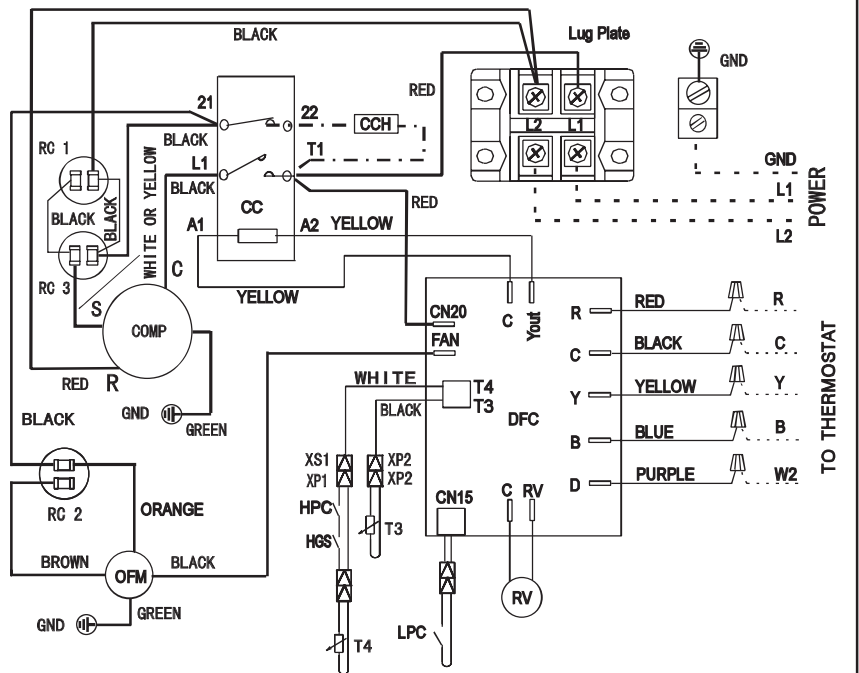 BLACK
Lug Plate
GND
RED
21
22
CCH
BLACK
L2
L1
RC 1
T1
L1
BLACK
GND
L1
L2
POWER
BLACK
BLACK
WHITE OR YELLOW
CC
RED
A1
A2
YELLOW
RC 3
C
YELLOW
S
COMP
CN20
C
Yout
R
RED
R
FAN
C
BLACK
C
RED
R
WHITE
T4
Y
YELLOW
Y
GND
GREEN
BLACK
T3
DFC
BLACK
B
BLUE
B
TO THERMOSTAT
XS1
XP2
XP1
XP2
CN15
C
RV
D
PURPLE
W2
RC 2
ORANGE
HPC
T3
HGS
BROWN
OFM
BLACK
RV
GND
GREEN
T4
LPC